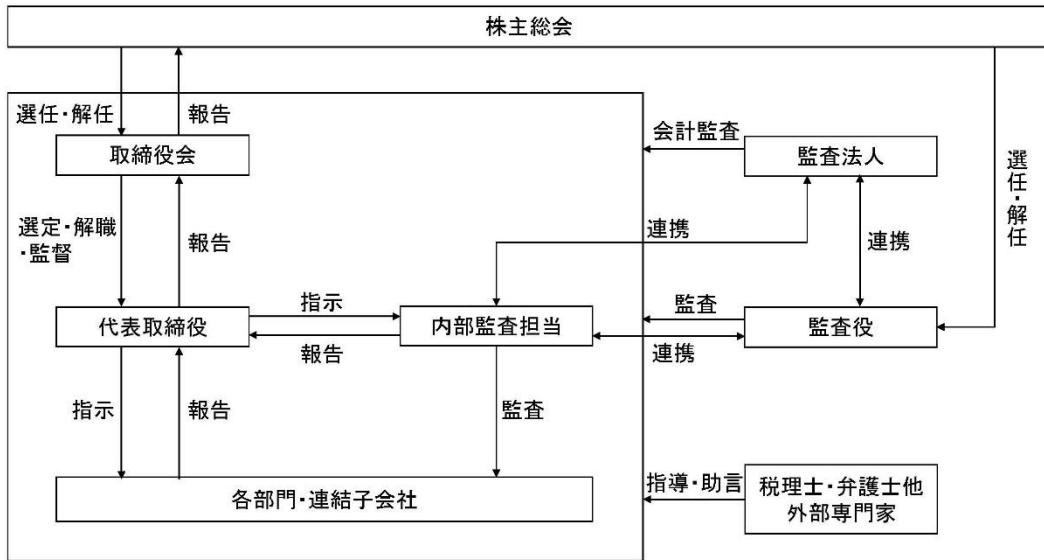 株主総会
選任・解任
報告
会計監査
取締役会
監査法人
選任・解任
選定・解職
・監督
報告
連携
連携
指示
監査
代表取締役
内部監査担当
監査役
報告
連携
指示
報告
監査
各部門・連結子会社
指導・助言
税理士・弁護士他
外部専門家